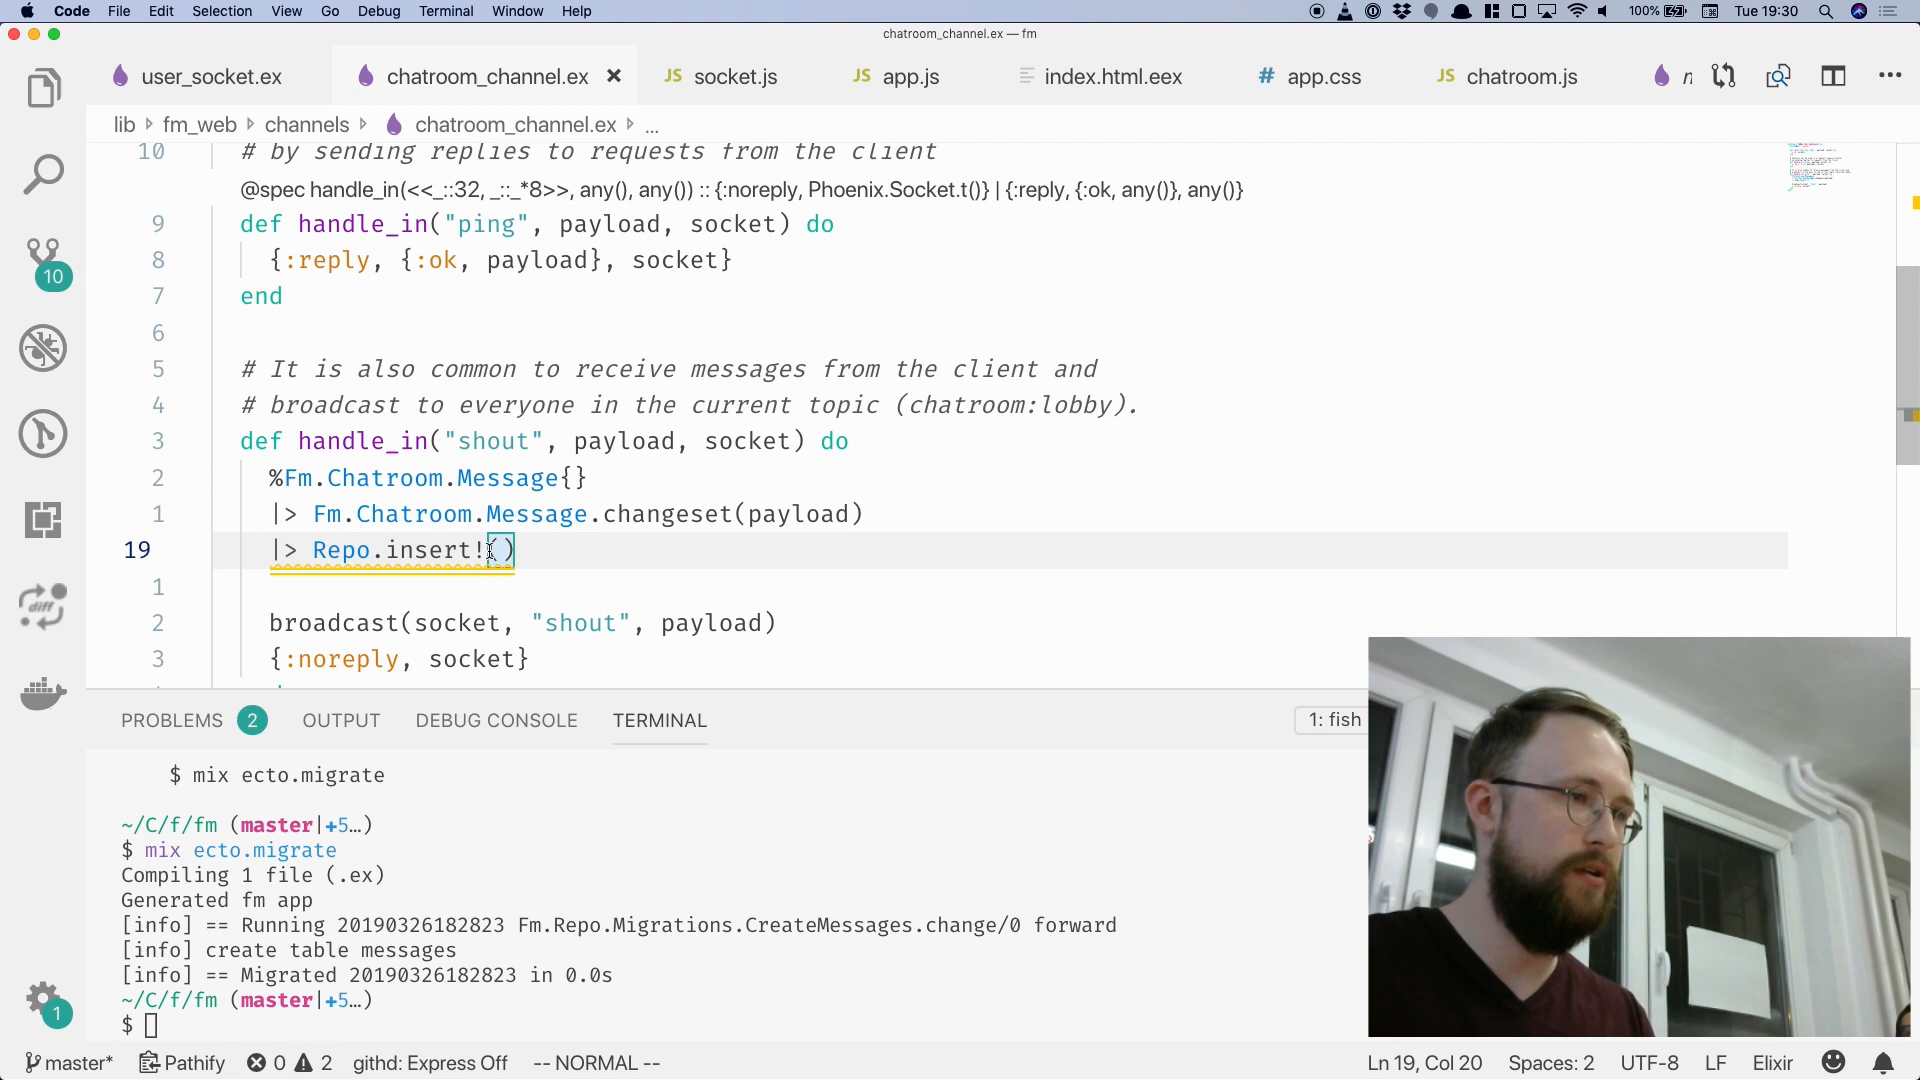 Code File Edit Selection View Go Debug Terminal Window Help 100% Tue 19:30
chatroom_channel.ex — fm
user_socket.ex chatroom_channel.ex JS socket.js JS app.js index.html.eex # app.css JS chatroom.js
lib fm_web channels chatroom_channel.ex ...
10 # by sending replies to requests from the client
@spec handle_in(<<_::32, _::_*8>>, any(), any()) :: {:noreply, Phoenix.Socket.t()} | {:reply, {:ok, any()}, any()}
9 def handle_in("ping", payload, socket) do
8 {:reply, {:ok, payload}, socket}
7 end
6
5 # It is also common to receive messages from the client and
4 # broadcast to everyone in the current topic (chatroom:lobby).
3 def handle_in("shout", payload, socket) do
2 %Fm.Chatroom.Message{}
1 |> Fm.Chatroom.Message.changeset(payload)
19 |> Repo.insert!()
1
2 broadcast(socket, "shout", payload)
3 {:noreply, socket}
10
diff
PROBLEMS 2 OUTPUT DEBUG CONSOLE TERMINAL 1: fish
$ mix ecto.migrate
~/C/f/fm (master|+5…)
$ mix ecto.migrate
Compiling 1 file (.ex)
Generated fm app
[info] == Running 20190326182823 Fm.Repo.Migrations.CreateMessages.change/0 forward
[info] create table messages
[info] == Migrated 20190326182823 in 0.0s
~/C/f/fm (master|+5…)
$
1
master* Pathify 0 2 githd: Express Off -- NORMAL -- Ln 19, Col 20 Spaces: 2 UTF-8 LF Elixir